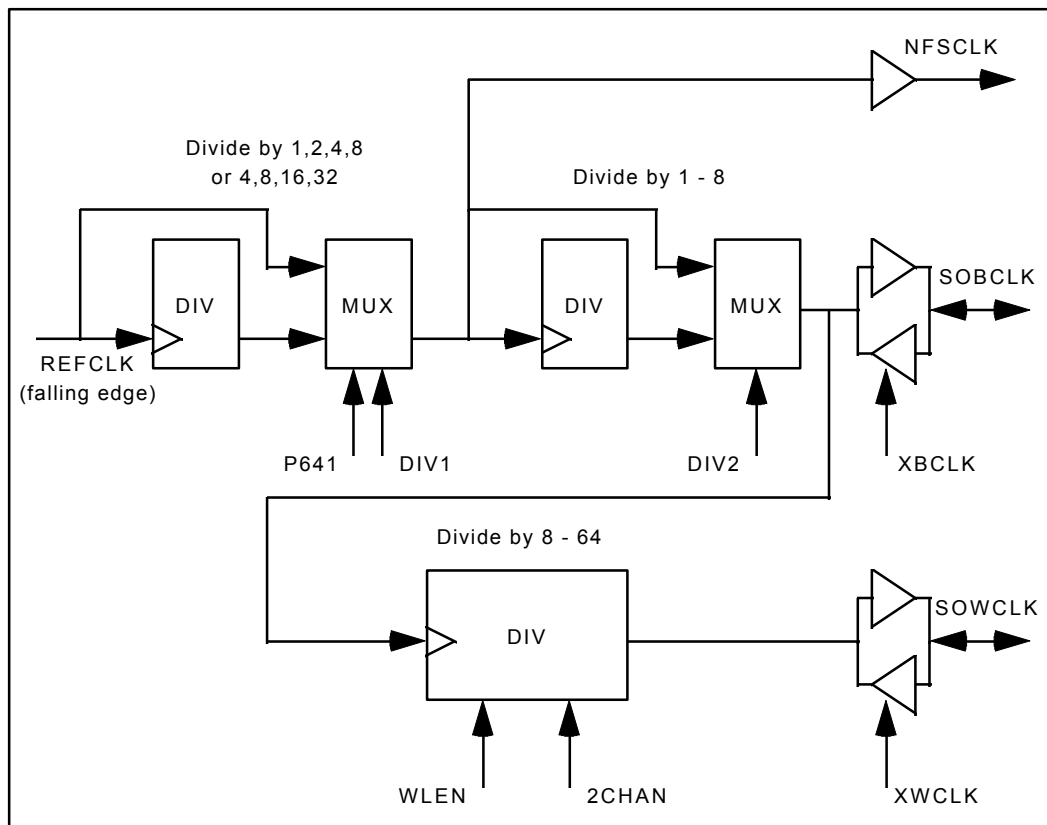 NFSCLK
Divide by 1,2,4,8
or 4,8,16,32
Divide by 1 - 8
DIV
MUX
DIV
MUX
SOBCLK
REFCLK
(falling edge)
P641
DIV1
DIV2
XBCLK
Divide by 8 - 64
DIV
SOWCLK
WLEN
2CHAN
XWCLK